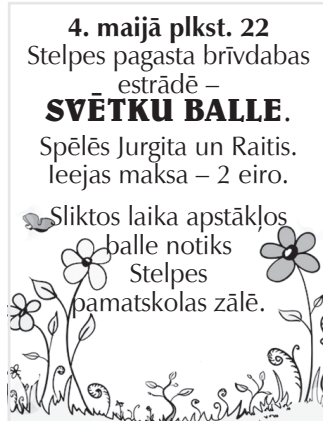 4. maijā plkst. 22
Stelpes pagasta brīvdabas
estrādē –
SVĒTKU BALLE.
Spēlēs Jurgita un Raitis.
Ieejas maksa – 2 eiro.
Sliktos laika apstākļos
balle notiks
Stelpes
pamatskolas zālē.